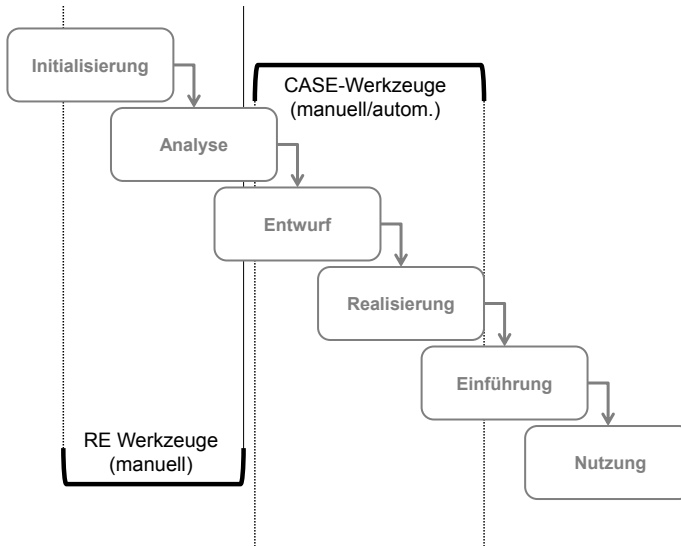 Initialisierung
CASE-Werkzeuge
(manuell/autom.)
Analyse
Entwurf
Realisierung
Einführung
RE Werkzeuge
(manuell)
Nutzung